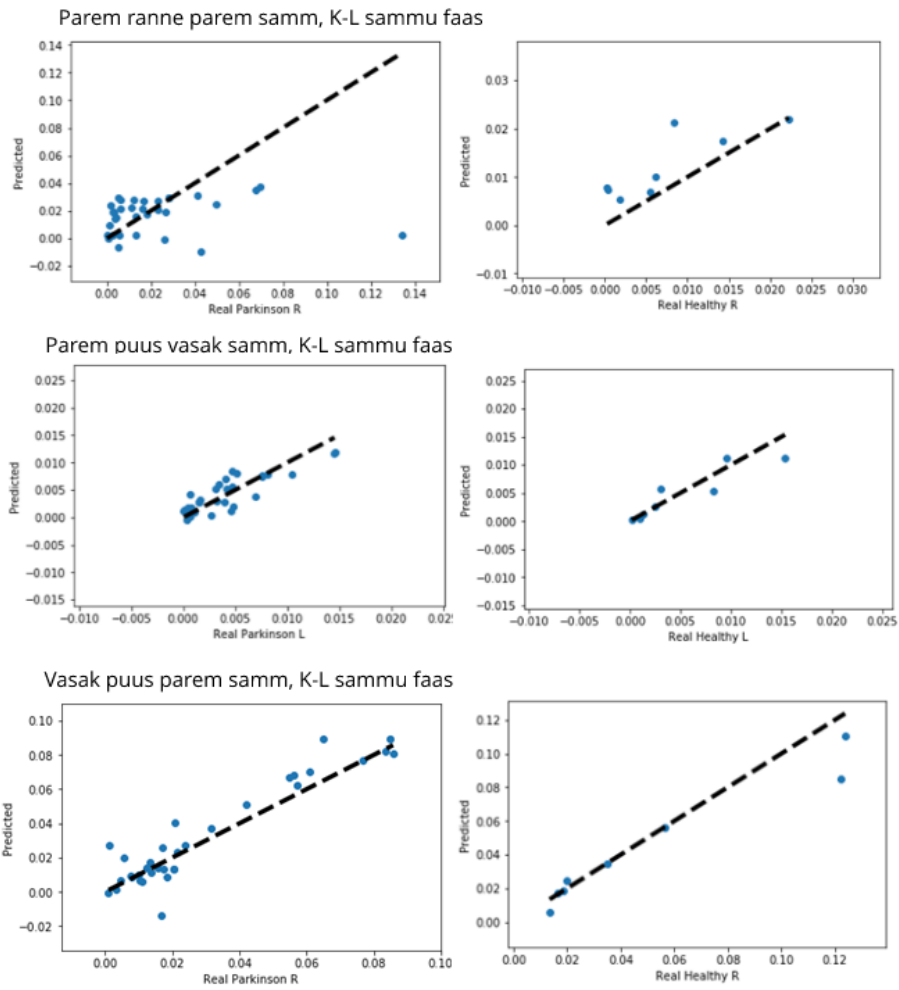 Parem ranne parem samm, K-L sammu faas
0.14
0.12
0.10
0.08
0.06
0.04
0.02
0.00
−0.02
Predicted
0.00 0.02 0.04 0.06 0.08 0.10 0.12 0.14
Real Parkinson R
0.03
0.02
0.01
0.00
−0.01
Predicted
−0.010 −0.005 0.000 0.005 0.010 0.015 0.020 0.025 0.030
Real Healthy R
Parem puus vasak samm, K-L sammu faas
0.025
0.020
0.015
0.010
0.005
0.000
−0.005
−0.010
−0.015
Predicted
−0.010 −0.005 0.000 0.005 0.010 0.015 0.020
Real Parkinson L
0.025
0.020
0.015
0.010
0.005
0.000
−0.005
−0.010
−0.015
Predicted
−0.010 −0.005 0.000 0.005 0.010 0.015 0.020 0.025
Real Healthy L
Vasak puus parem samm, K-L sammu faas
0.10
0.08
0.06
0.04
0.02
0.00
−0.02
Predicted
0.00 0.02 0.04 0.06 0.08 0.10
Real Parkinson R
0.12
0.10
0.08
0.06
0.04
0.02
0.00
Predicted
0.00 0.02 0.04 0.06 0.08 0.10 0.12
Real Healthy R